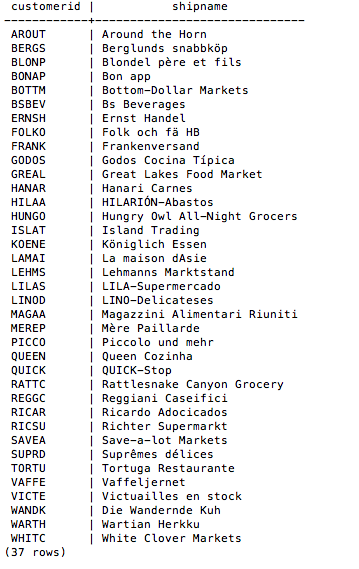 customerid | shipname
------------+------------------------------
AROUT | Around the Horn
BERGS | Berglunds snabbköp
BLONP | Blondel père et fils
BONAP | Bon app
BOTTM | Bottom-Dollar Markets
BSBEV | Bs Beverages
ERNSH | Ernst Handel
FOLKO | Folk och fä HB
FRANK | Frankenversand
GODOS | Godos Cocina Típica
GREAL | Great Lakes Food Market
HANAR | Hanari Carnes
HILAA | HILARIÓN-Abastos
HUNGO | Hungry Owl All-Night Grocers
ISLAT | Island Trading
KOENE | Königlich Essen
LAMAI | La maison dAsie
LEHMS | Lehmanns Marktstand
LILAS | LILA-Supermercado
LINOD | LINO-Delicateses
MAGAA | Magazzini Alimentari Riuniti
MEREP | Mère Paillarde
PICCO | Piccolo und mehr
QUEEN | Queen Cozinha
QUICK | QUICK-Stop
RATTC | Rattlesnake Canyon Grocery
REGGC | Reggiani Caseifici
RICAR | Ricardo Adocicados
RICSU | Richter Supermarkt
SAVEA | Save-a-lot Markets
SUPRD | Suprêmes délices
TORTU | Tortuga Restaurante
VAFFE | Vaffeljernet
VICTE | Victuailles en stock
WANDK | Die Wandernde Kuh
WARTH | Wartian Herkku
WHITC | White Clover Markets
(37 rows)